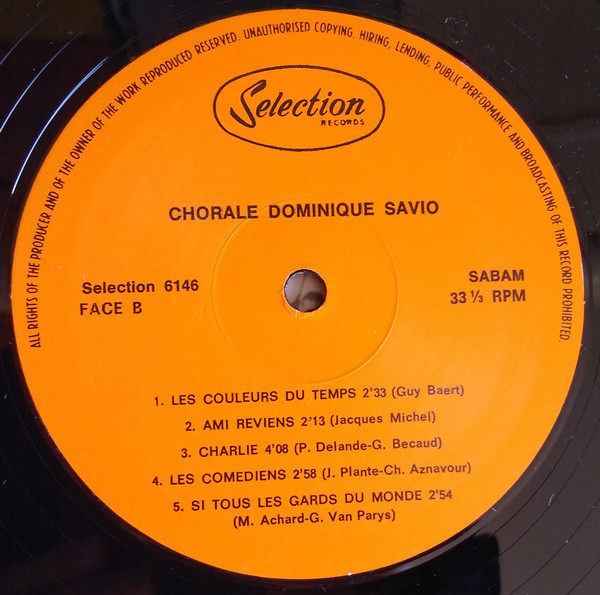 ALL RIGHTS OF THE PRODUCER AND OF THE OWNER OF THE WORK REPRODUCED RESERVED. UNAUTHORISED COPYING, HIRING, LENDING, PUBLIC PERFORMANCE AND BROADCASTING OF THIS RECORD PROHIBITED.
Selection
RECORDS
CHORALE DOMINIQUE SAVIO
Selection 6146
FACE B
SABAM
33 1/3 RPM
1. LES COULEURS DU TEMPS 2'33 (Guy Baert)
2. AMI REVIENS 2'13 (Jacques Michel)
3. CHARLIE 4'08 (P. Delande-G. Becaud)
4. LES COMEDIENS 2'58 (J. Plante-Ch. Aznavour)
5. SI TOUS LES GARDS DU MONDE 2'54
(M. Achard-G. Van Parys)